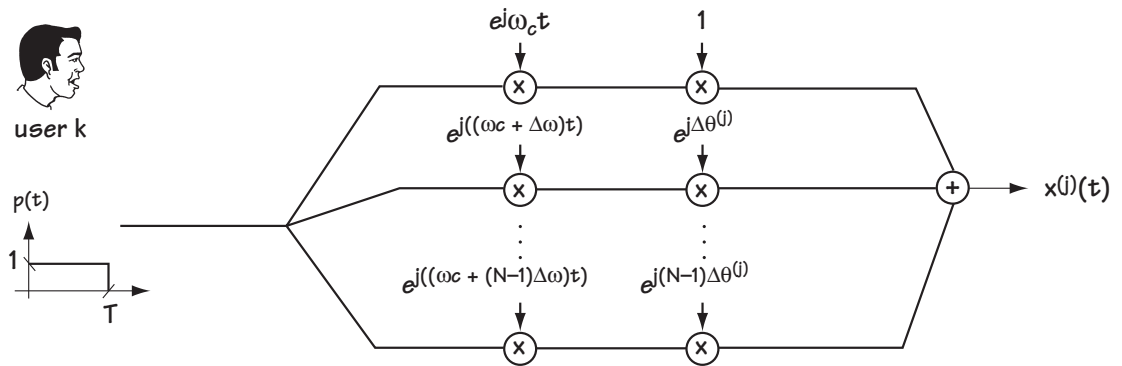 e^jω_c t
1
x
x
user k
e^j((ωc + Δω)t)
e^jΔθ^(j)
x
x
+
x^(j)(t)
p(t)
1
T
e^j((ωc + (N–1)Δω)t)
e^j(N–1)Δθ^(j)
x
x